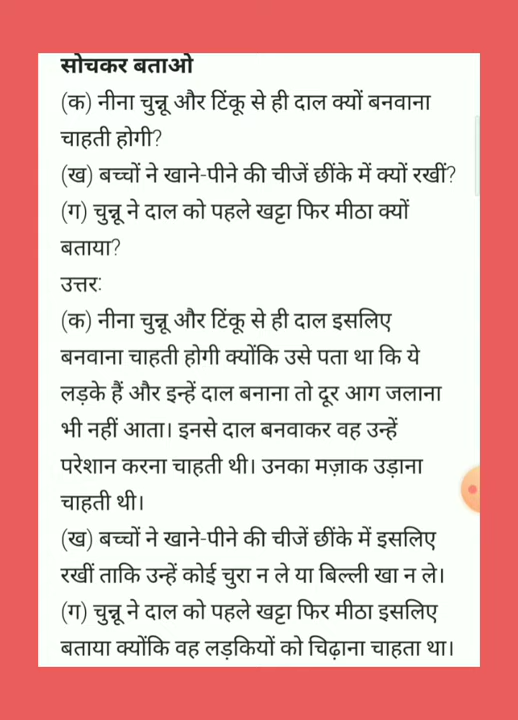 सोचकर बताओ
(क) नीना चुन्नू और टिंकू से ही दाल क्यों बनवाना
चाहती होगी?
(ख) बच्चों ने खाने-पीने की चीजें छींके में क्यों रखीं?
(ग) चुन्नू ने दाल को पहले खट्टा फिर मीठा क्यों
बताया?
उत्तर:
(क) नीना चुन्नू और टिंकू से ही दाल इसलिए
बनवाना चाहती होगी क्योंकि उसे पता था कि ये
लड़के हैं और इन्हें दाल बनाना तो दूर आग जलाना
भी नहीं आता। इनसे दाल बनवाकर वह उन्हें
परेशान करना चाहती थी। उनका मज़ाक उड़ाना
चाहती थी।
(ख) बच्चों ने खाने-पीने की चीजें छींके में इसलिए
रखीं ताकि उन्हें कोई चुरा न ले या बिल्ली खा न ले।
(ग) चुन्नू ने दाल को पहले खट्टा फिर मीठा इसलिए
बताया क्योंकि वह लड़कियों को चिढ़ाना चाहता था।